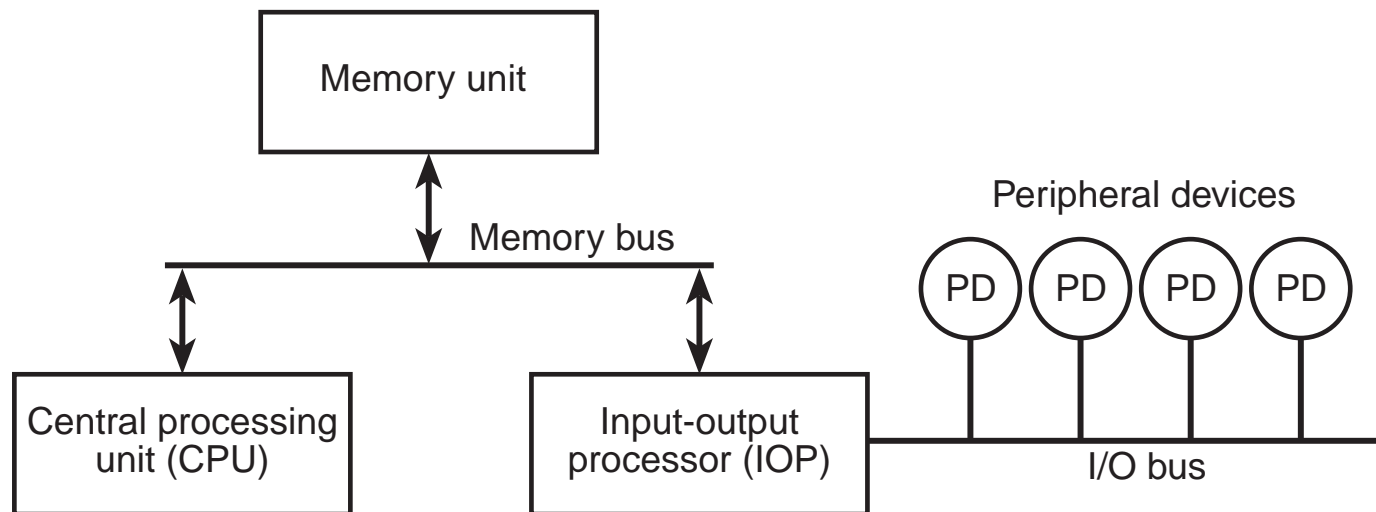 Memory unit
Memory bus
Peripheral devices
PD PD PD PD
Central processing
unit (CPU)
Input-output
processor (IOP)
I/O bus